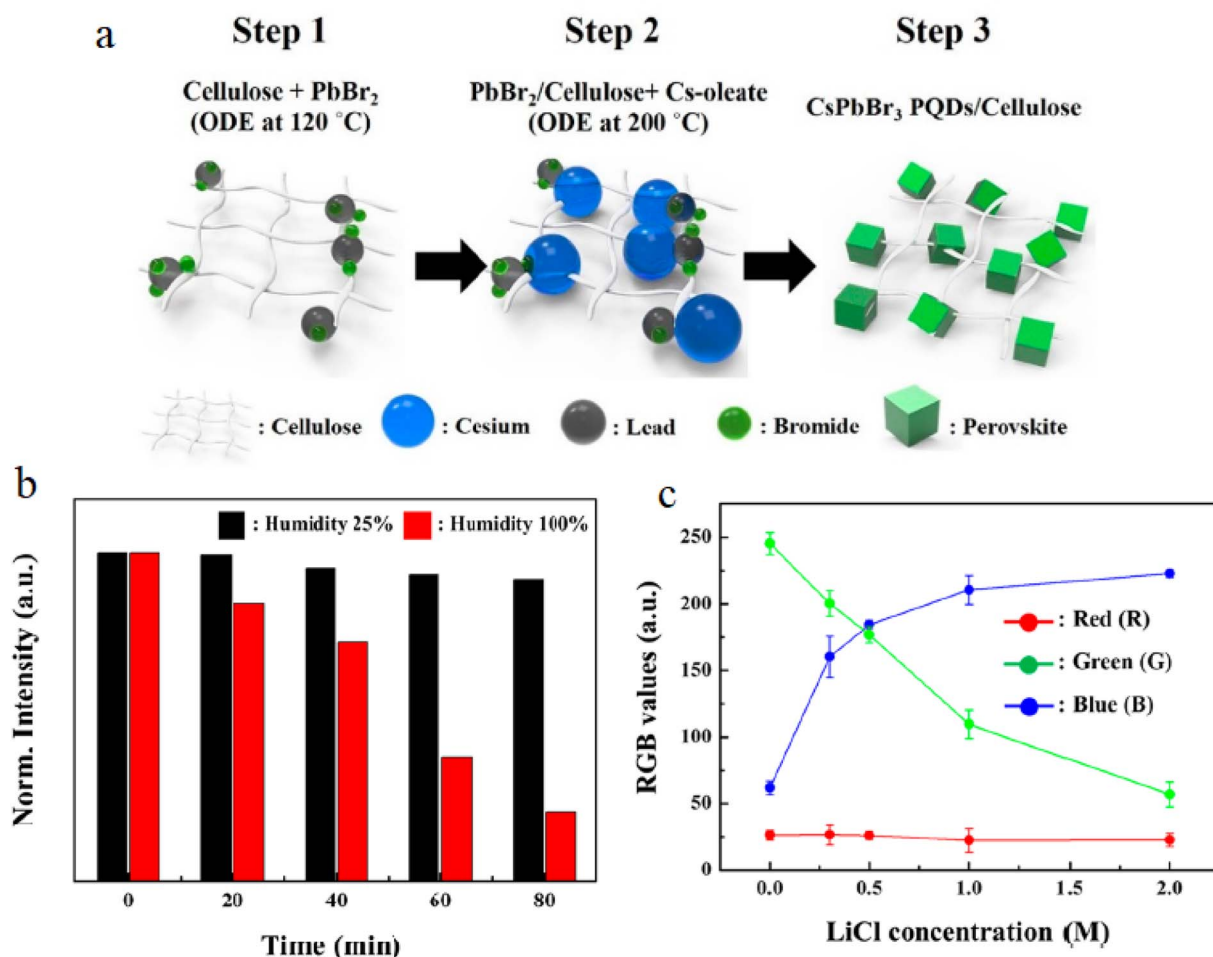 a
Step 1
Step 2
Step 3
Cellulose + PbBr₂
(ODE at 120 °C)
PbBr₂/Cellulose+ Cs-oleate
(ODE at 200 °C)
CsPbBr₃ PQDs/Cellulose
: Cellulose
: Cesium
: Lead
: Bromide
: Perovskite
b
: Humidity 25%
: Humidity 100%
Norm. Intensity (a.u.)
0 20 40 60 80
Time (min)
c
RGB values (a.u.)
250
200
150
100
50
0
: Red (R)
: Green (G)
: Blue (B)
0.0 0.5 1.0 1.5 2.0
LiCl concentration (M)